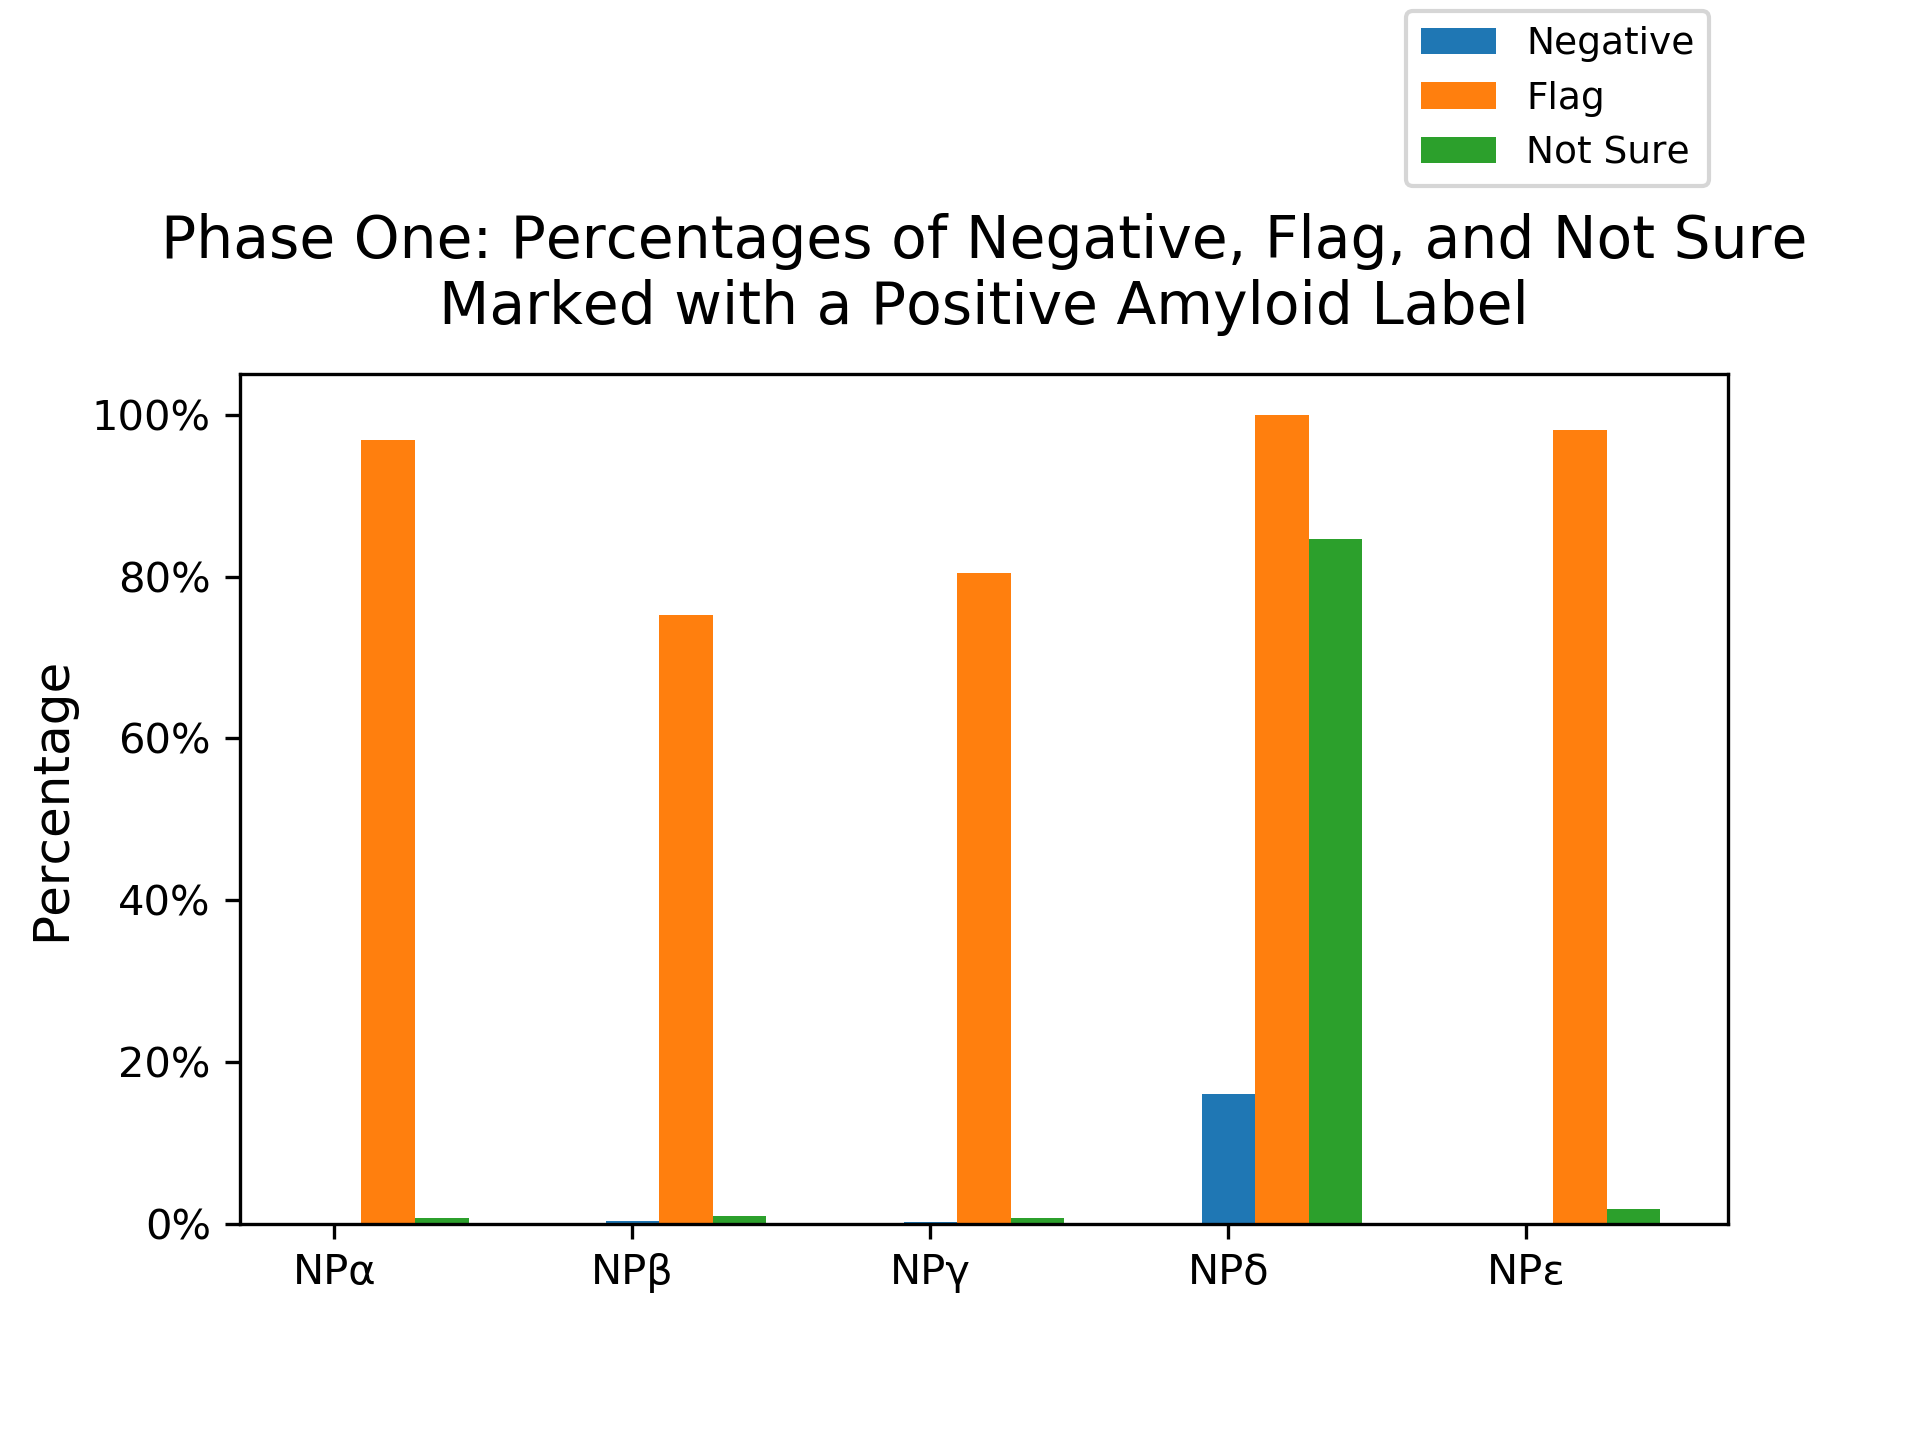 Negative
Flag
Not Sure
Phase One: Percentages of Negative, Flag, and Not Sure
Marked with a Positive Amyloid Label
Percentage
100%
80%
60%
40%
20%
0%
NPα
NPβ
NPγ
NPδ
NPε